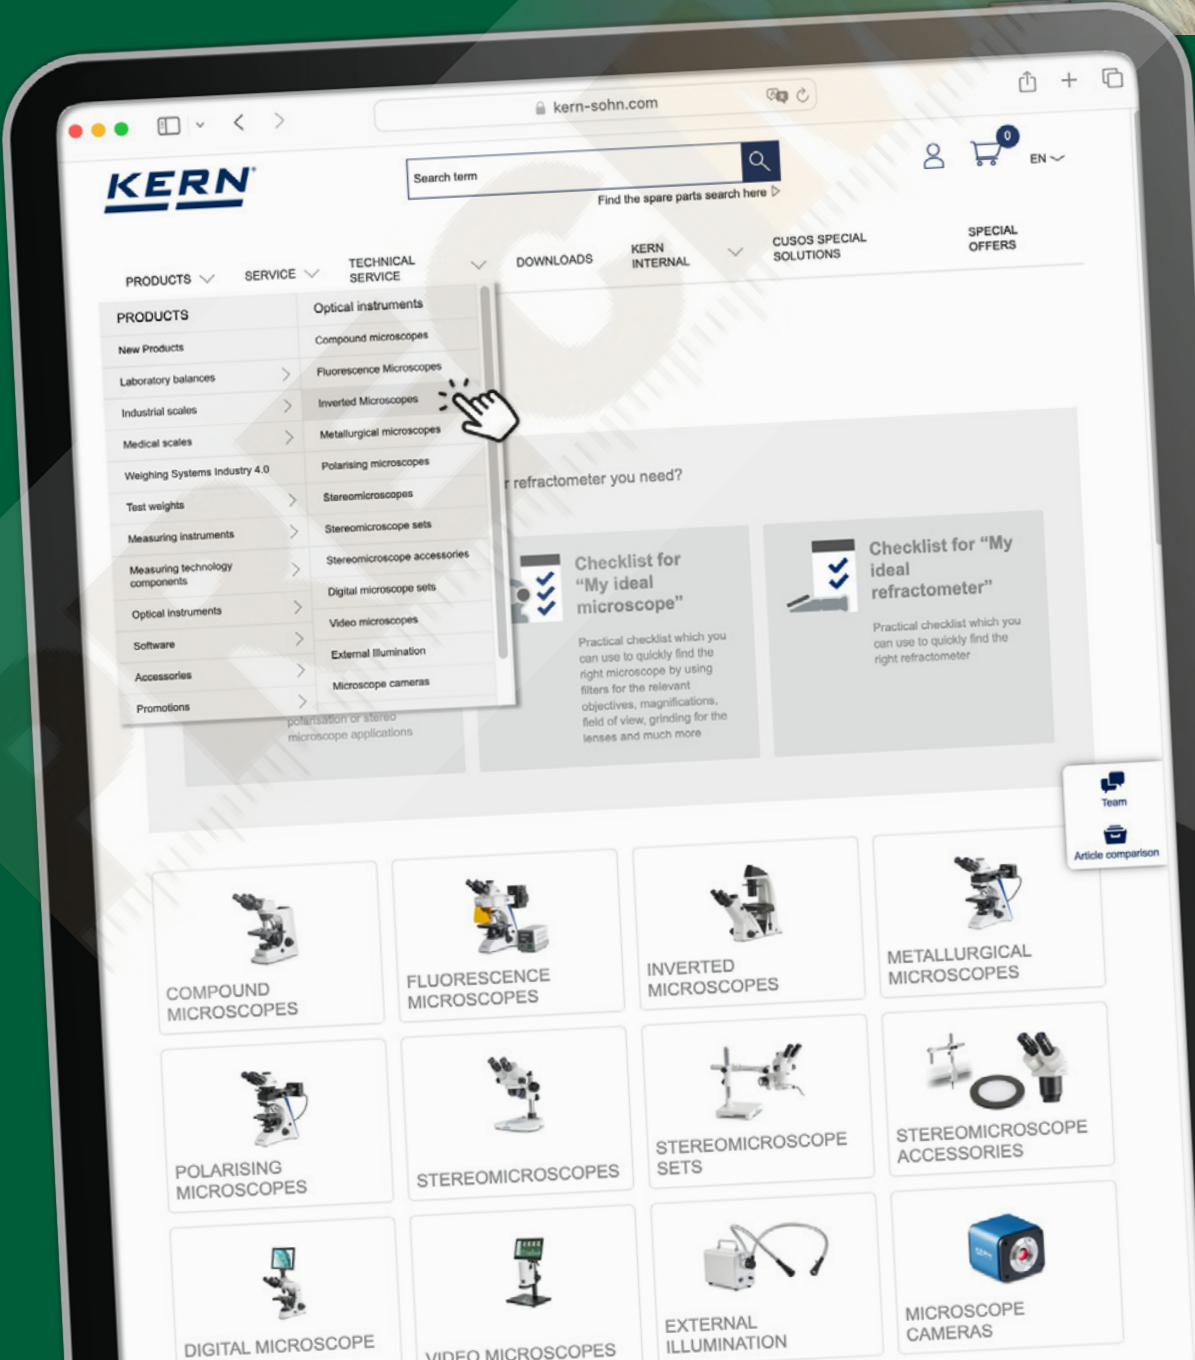 kern-sohn.com
KERN
Search term
Find the spare parts search here
0
EN
PRODUCTS
SERVICE
TECHNICAL
SERVICE
DOWNLOADS
KERN
INTERNAL
CUSOS SPECIAL
SOLUTIONS
SPECIAL
OFFERS
PRODUCTS
New Products
Laboratory balances
Industrial scales
Medical scales
Weighing Systems Industry 4.0
Test weights
Measuring instruments
Measuring technology
components
Optical instruments
Software
Accessories
Promotions
Optical instruments
Compound microscopes
Fluorescence Microscopes
Inverted Microscopes
Metallurgical microscopes
Polarising microscopes
Stereomicroscopes
Stereomicroscope sets
Stereomicroscope accessories
Digital microscope sets
Video microscopes
External Illumination
Microscope cameras
r refractometer you need?
polarisation or stereo
microscope applications
Checklist for
“My ideal
microscope”
Practical checklist which you
can use to quickly find the
right microscope by using
filters for the relevant
objectives, magnifications,
field of view, grinding for the
lenses and much more
Checklist for “My
ideal
refractometer”
Practical checklist which you
can use to quickly find the
right refractometer
Team
Article comparison
COMPOUND
MICROSCOPES
FLUORESCENCE
MICROSCOPES
INVERTED
MICROSCOPES
METALLURGICAL
MICROSCOPES
POLARISING
MICROSCOPES
STEREOMICROSCOPES
STEREOMICROSCOPE
SETS
STEREOMICROSCOPE
ACCESSORIES
DIGITAL MICROSCOPE
VIDEO MICROSCOPES
EXTERNAL
ILLUMINATION
MICROSCOPE
CAMERAS